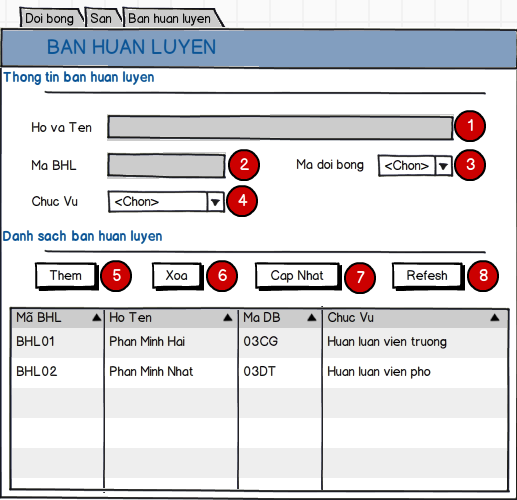 Doi bong San Ban huan luyen
BAN HUAN LUYEN
Thong tin ban huan luyen
Ho va Ten 1
Ma BHL 2 Ma doi bong <Chon> 3
Chuc Vu <Chon> 4
Danh sach ban huan luyen
Them 5 Xoa 6 Cap Nhat 7 Refesh 8
Mã BHL Ho Ten Ma DB Chuc Vu
BHL01 Phan Minh Hai 03CG Huan luan vien truong
BHL02 Phan Minh Nhat 03DT Huan luan vien pho